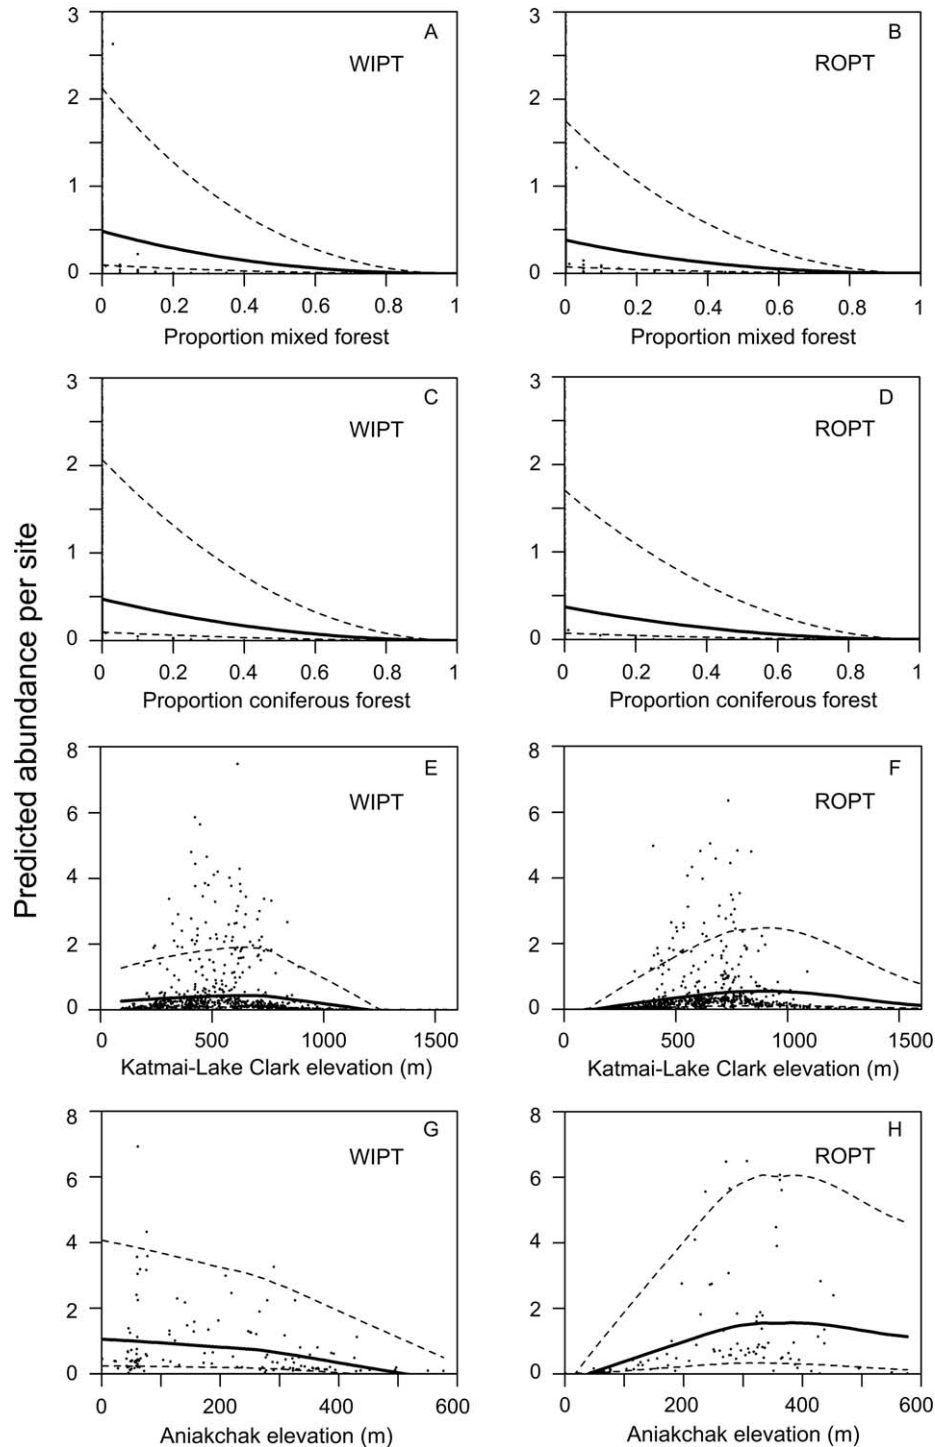 Predicted abundance per site
3
2
1
0
A
WIPT
0 0.2 0.4 0.6 0.8 1
Proportion mixed forest
3
2
1
0
B
ROPT
0 0.2 0.4 0.6 0.8 1
Proportion mixed forest
3
2
1
0
C
WIPT
0 0.2 0.4 0.6 0.8 1
Proportion coniferous forest
3
2
1
0
D
ROPT
0 0.2 0.4 0.6 0.8 1
Proportion coniferous forest
8
6
4
2
0
E
WIPT
0 500 1000 1500
Katmai-Lake Clark elevation (m)
8
6
4
2
0
F
ROPT
0 500 1000 1500
Katmai-Lake Clark elevation (m)
8
6
4
2
0
G
WIPT
0 200 400 600
Aniakchak elevation (m)
8
6
4
2
0
H
ROPT
0 200 400 600
Aniakchak elevation (m)